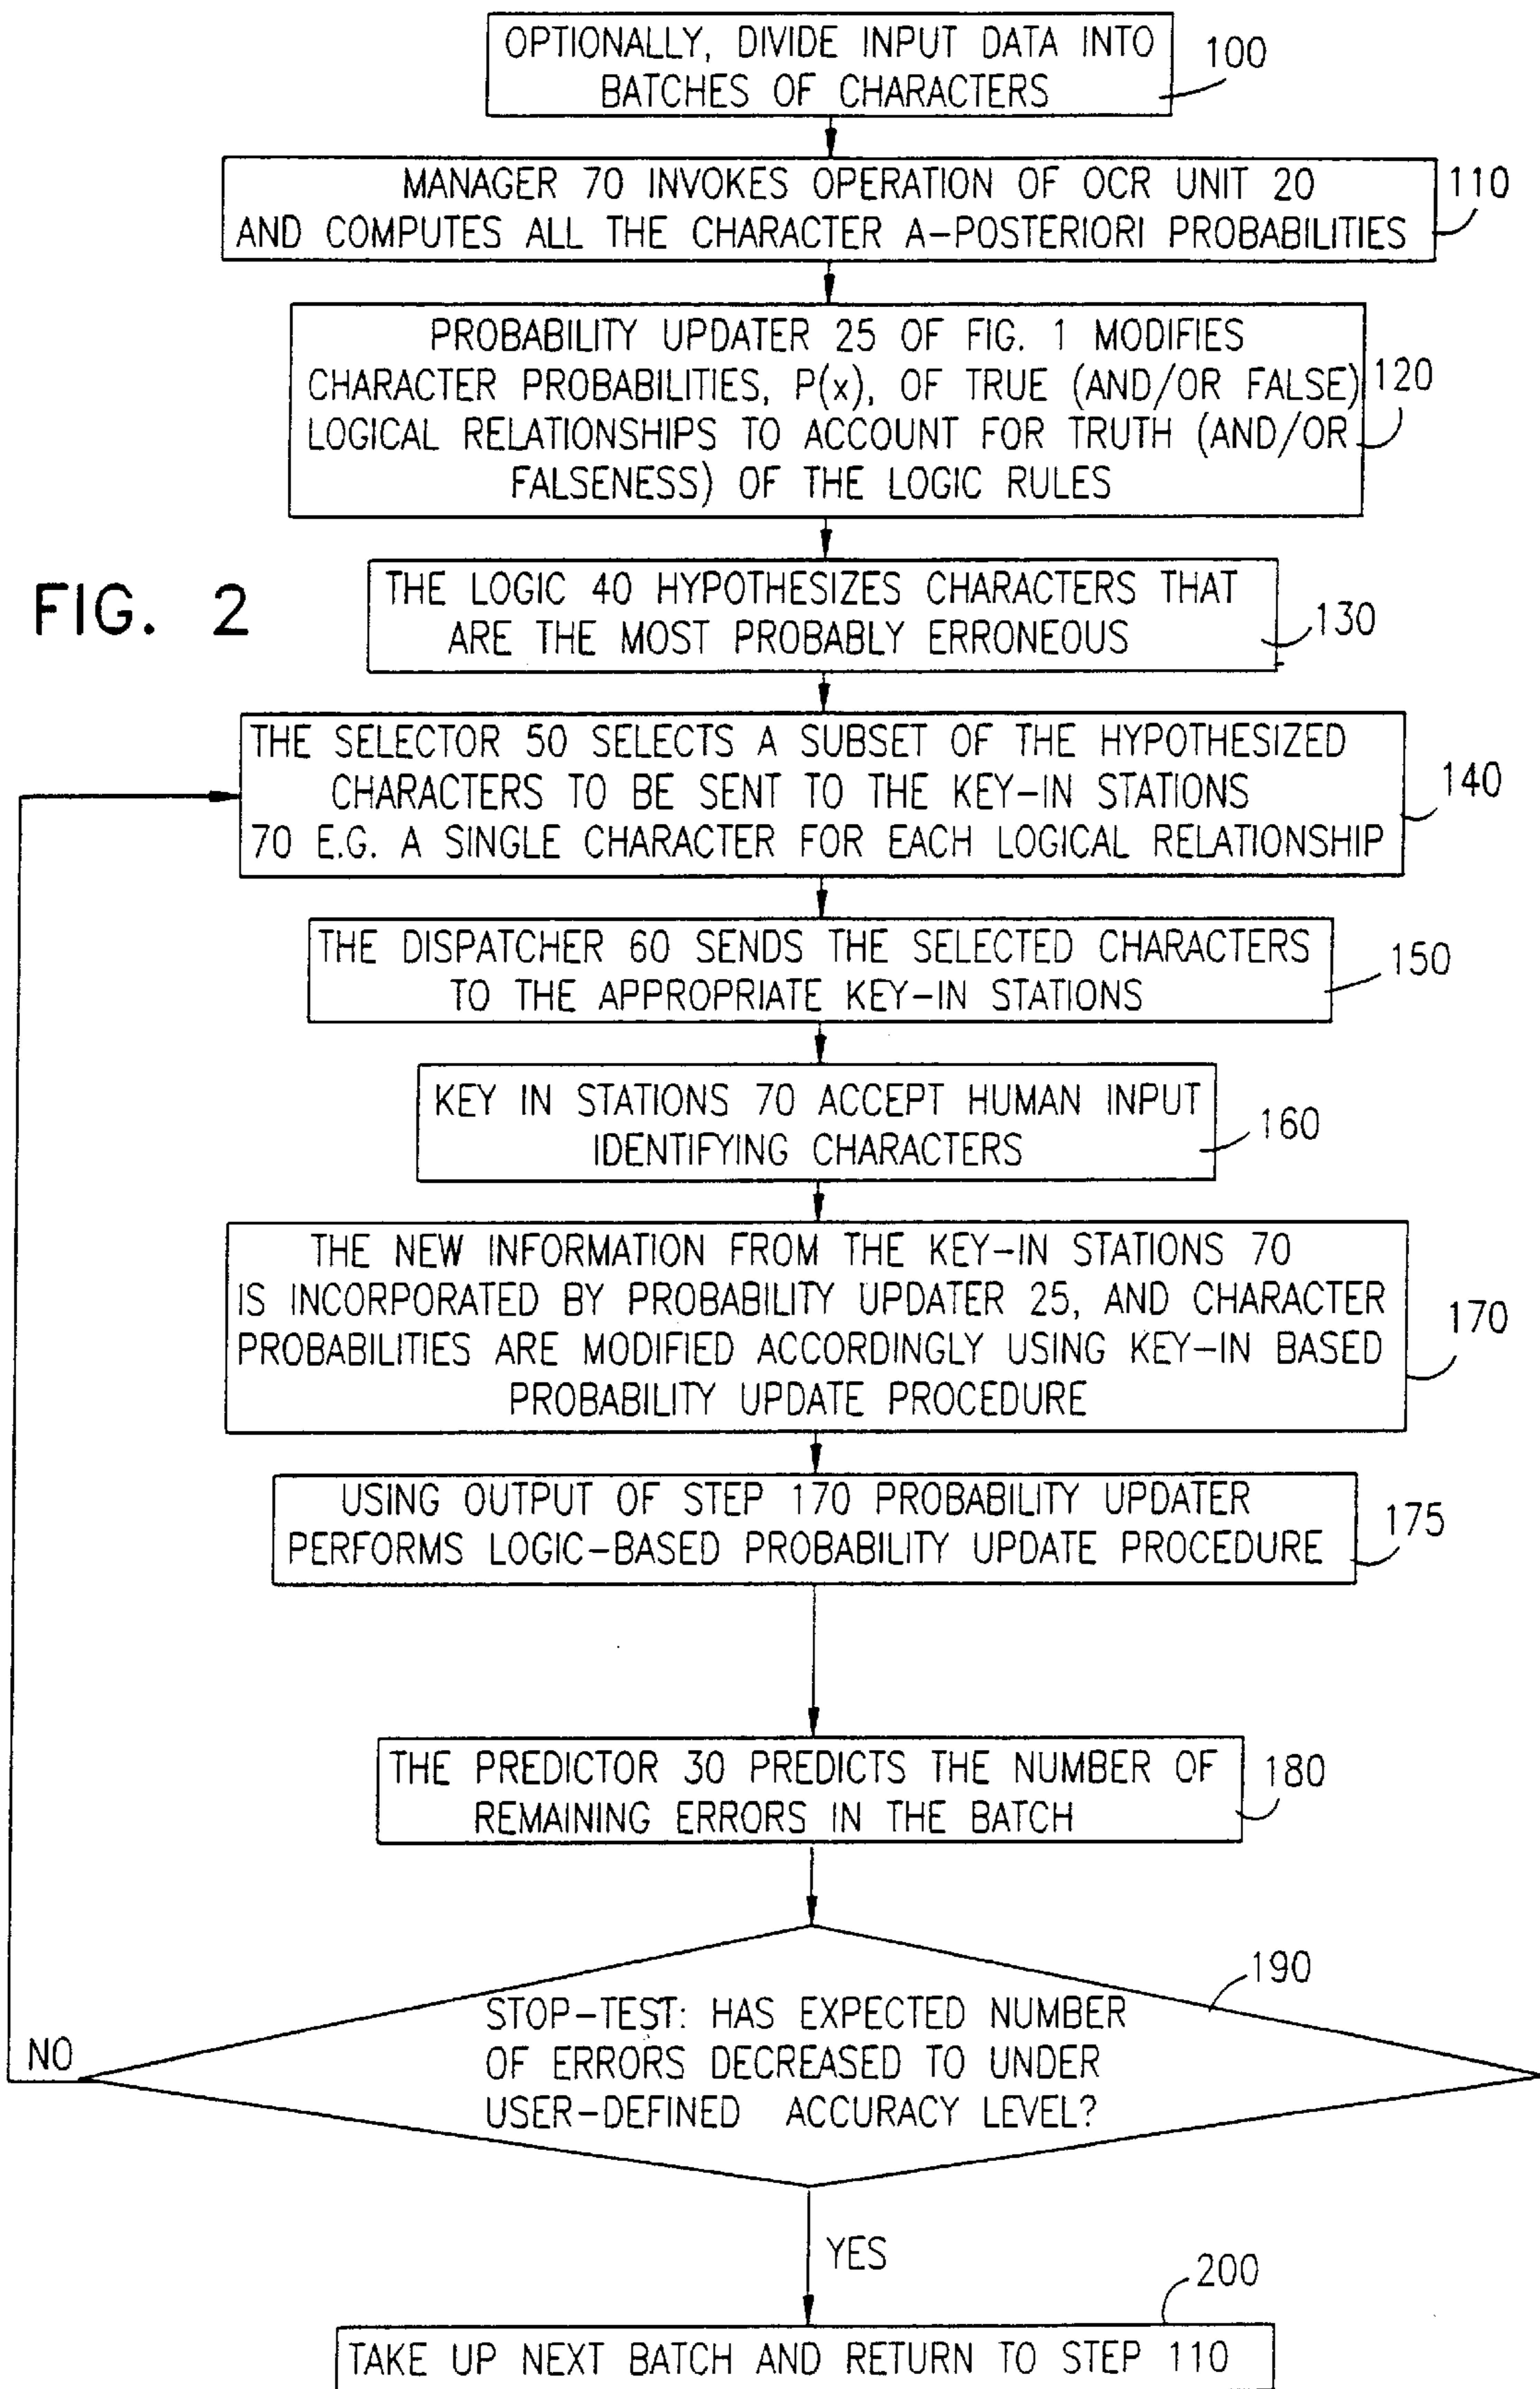 OPTIONALLY, DIVIDE INPUT DATA INTO
BATCHES OF CHARACTERS
100
MANAGER 70 INVOKES OPERATION OF OCR UNIT 20
AND COMPUTES ALL THE CHARACTER A-POSTERIORI PROBABILITIES
110
PROBABILITY UPDATER 25 OF FIG. 1 MODIFIES
CHARACTER PROBABILITIES, P(x), OF TRUE (AND/OR FALSE)
LOGICAL RELATIONSHIPS TO ACCOUNT FOR TRUTH (AND/OR
FALSENESS) OF THE LOGIC RULES
120
FIG. 2
THE LOGIC 40 HYPOTHESIZES CHARACTERS THAT
ARE THE MOST PROBABLY ERRONEOUS
130
THE SELECTOR 50 SELECTS A SUBSET OF THE HYPOTHESIZED
CHARACTERS TO BE SENT TO THE KEY-IN STATIONS
70 E.G. A SINGLE CHARACTER FOR EACH LOGICAL RELATIONSHIP
140
THE DISPATCHER 60 SENDS THE SELECTED CHARACTERS
TO THE APPROPRIATE KEY-IN STATIONS
150
KEY IN STATIONS 70 ACCEPT HUMAN INPUT
IDENTIFYING CHARACTERS
160
THE NEW INFORMATION FROM THE KEY-IN STATIONS 70
IS INCORPORATED BY PROBABILITY UPDATER 25, AND CHARACTER
PROBABILITIES ARE MODIFIED ACCORDINGLY USING KEY-IN BASED
PROBABILITY UPDATE PROCEDURE
170
USING OUTPUT OF STEP 170 PROBABILITY UPDATER
PERFORMS LOGIC-BASED PROBABILITY UPDATE PROCEDURE
175
THE PREDICTOR 30 PREDICTS THE NUMBER OF
REMAINING ERRORS IN THE BATCH
180
190
STOP-TEST: HAS EXPECTED NUMBER
OF ERRORS DECREASED TO UNDER
USER-DEFINED ACCURACY LEVEL?
NO
YES
200
TAKE UP NEXT BATCH AND RETURN TO STEP 110